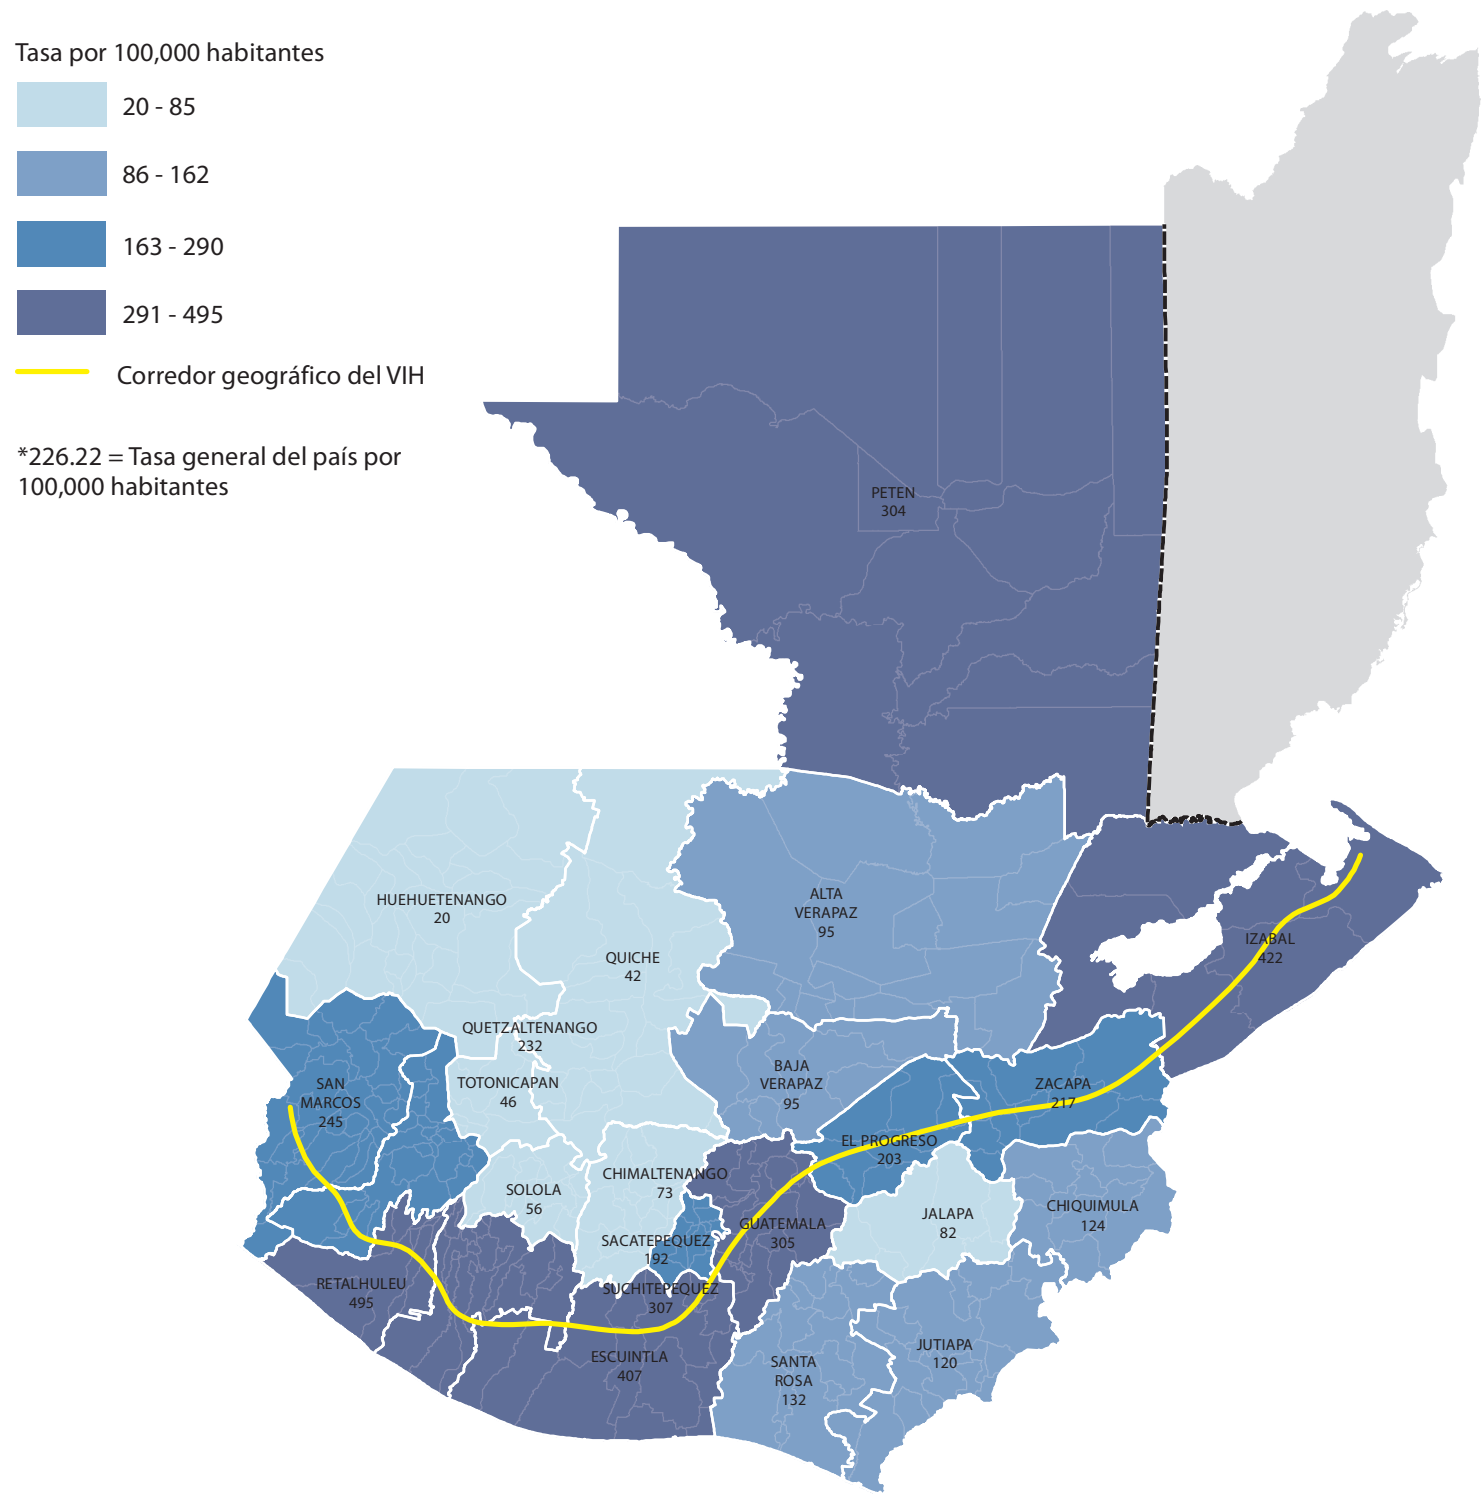 Tasa por 100,000 habitantes
20 - 85
86 - 162
163 - 290
291 - 495
Corredor geográfico del VIH
*226.22 = Tasa general del país por
100,000 habitantes
PETEN
304
HUEHUETENANGO
20
ALTA
VERAPAZ
95
QUICHE
42
IZABAL
422
QUETZALTENANGO
232
TOTONICAPAN
46
SAN
MARCOS
245
BAJA
VERAPAZ
95
ZACAPA
217
EL PROGRESO
203
CHIMALTENANGO
73
SOLOLA
56
CHIQUIMULA
124
JALAPA
82
GUATEMALA
305
SACATEPEQUEZ
192
RETALHULEU
495
SUCHITEPEQUEZ
307
ESCUINTLA
407
SANTA
ROSA
132
JUTIAPA
120